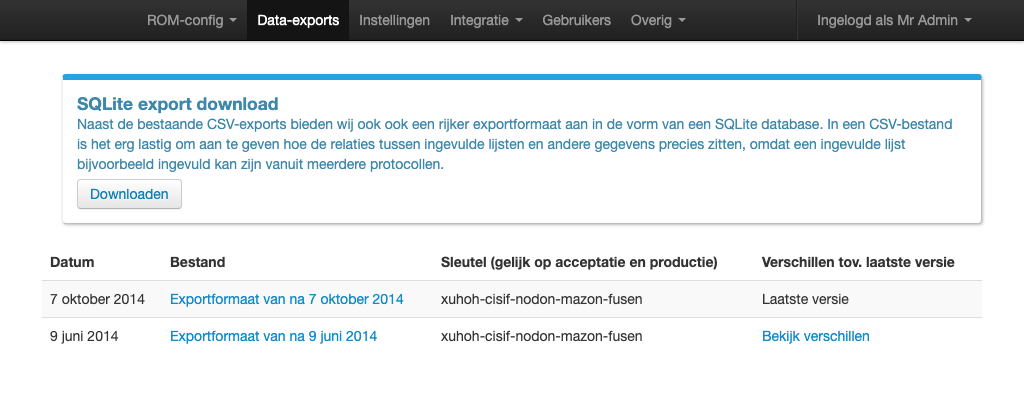 ROM-config Data-exports Instellingen Integratie Gebruikers Overig Ingelogd als Mr Admin
SQLite export download
Naast de bestaande CSV-exports bieden wij ook ook een rijker exportformaat aan in de vorm van een SQLite database. In een CSV-bestand
is het erg lastig om aan te geven hoe de relaties tussen ingevulde lijsten en andere gegevens precies zitten, omdat een ingevulde lijst
bijvoorbeeld ingevuld kan zijn vanuit meerdere protocollen.
Downloaden
Datum Bestand Sleutel (gelijk op acceptatie en productie) Verschillen tov. laatste versie
7 oktober 2014 Exportformaat van na 7 oktober 2014 xuhoh-cisif-nodon-mazon-fusen Laatste versie
9 juni 2014 Exportformaat van na 9 juni 2014 xuhoh-cisif-nodon-mazon-fusen Bekijk verschillen